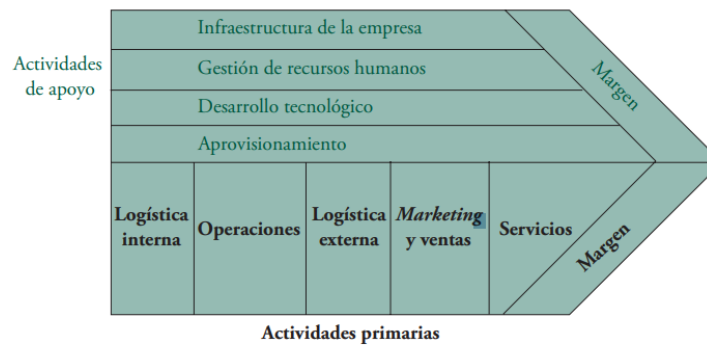 Infraestructura de la empresa
Actividades
de apoyo
Gestión de recursos humanos
Desarrollo tecnológico
Aprovisionamiento
Margen
Logística
interna
Operaciones
Logística
externa
Marketing
y ventas
Servicios
Margen
Actividades primarias